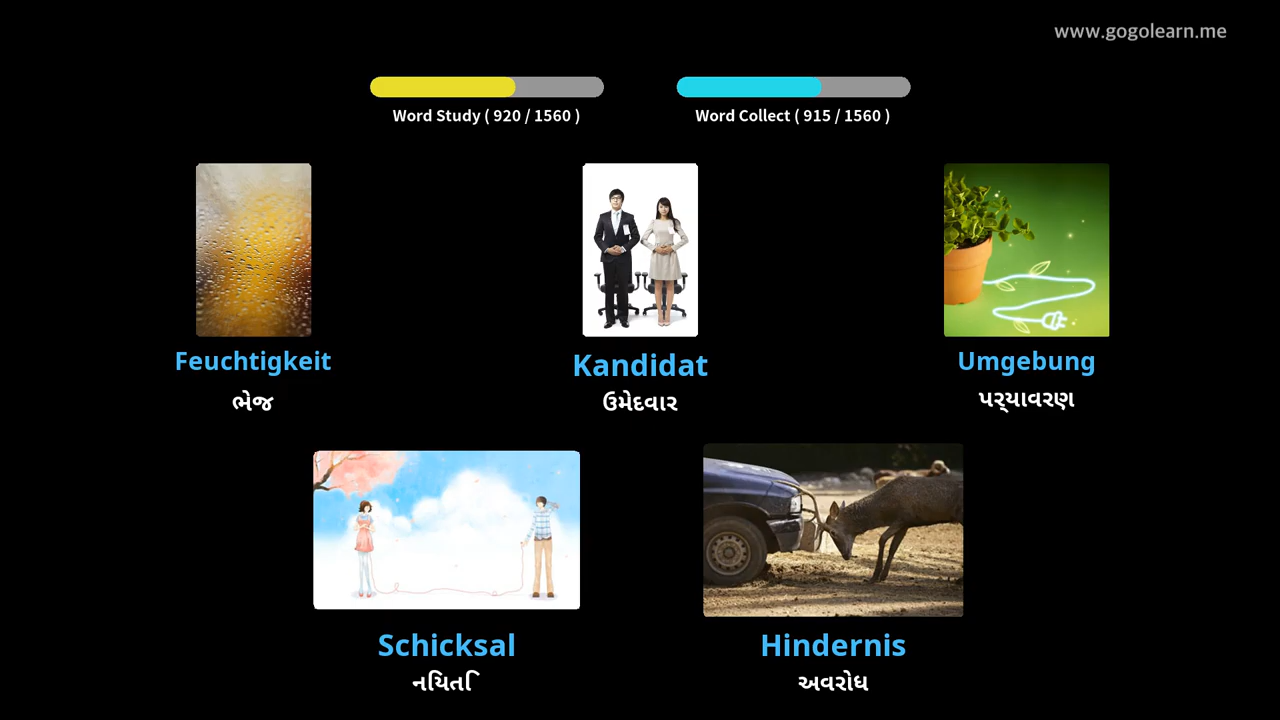 www.gogolearn.me
Word Study ( 920 / 1560 )
Word Collect ( 915 / 1560 )
Feuchtigkeit
ભેજ
Kandidat
ઉમેદવાર
Umgebung
પર્‍યાવરણ
Schicksal
નિયતિ
Hindernis
અવરોધ